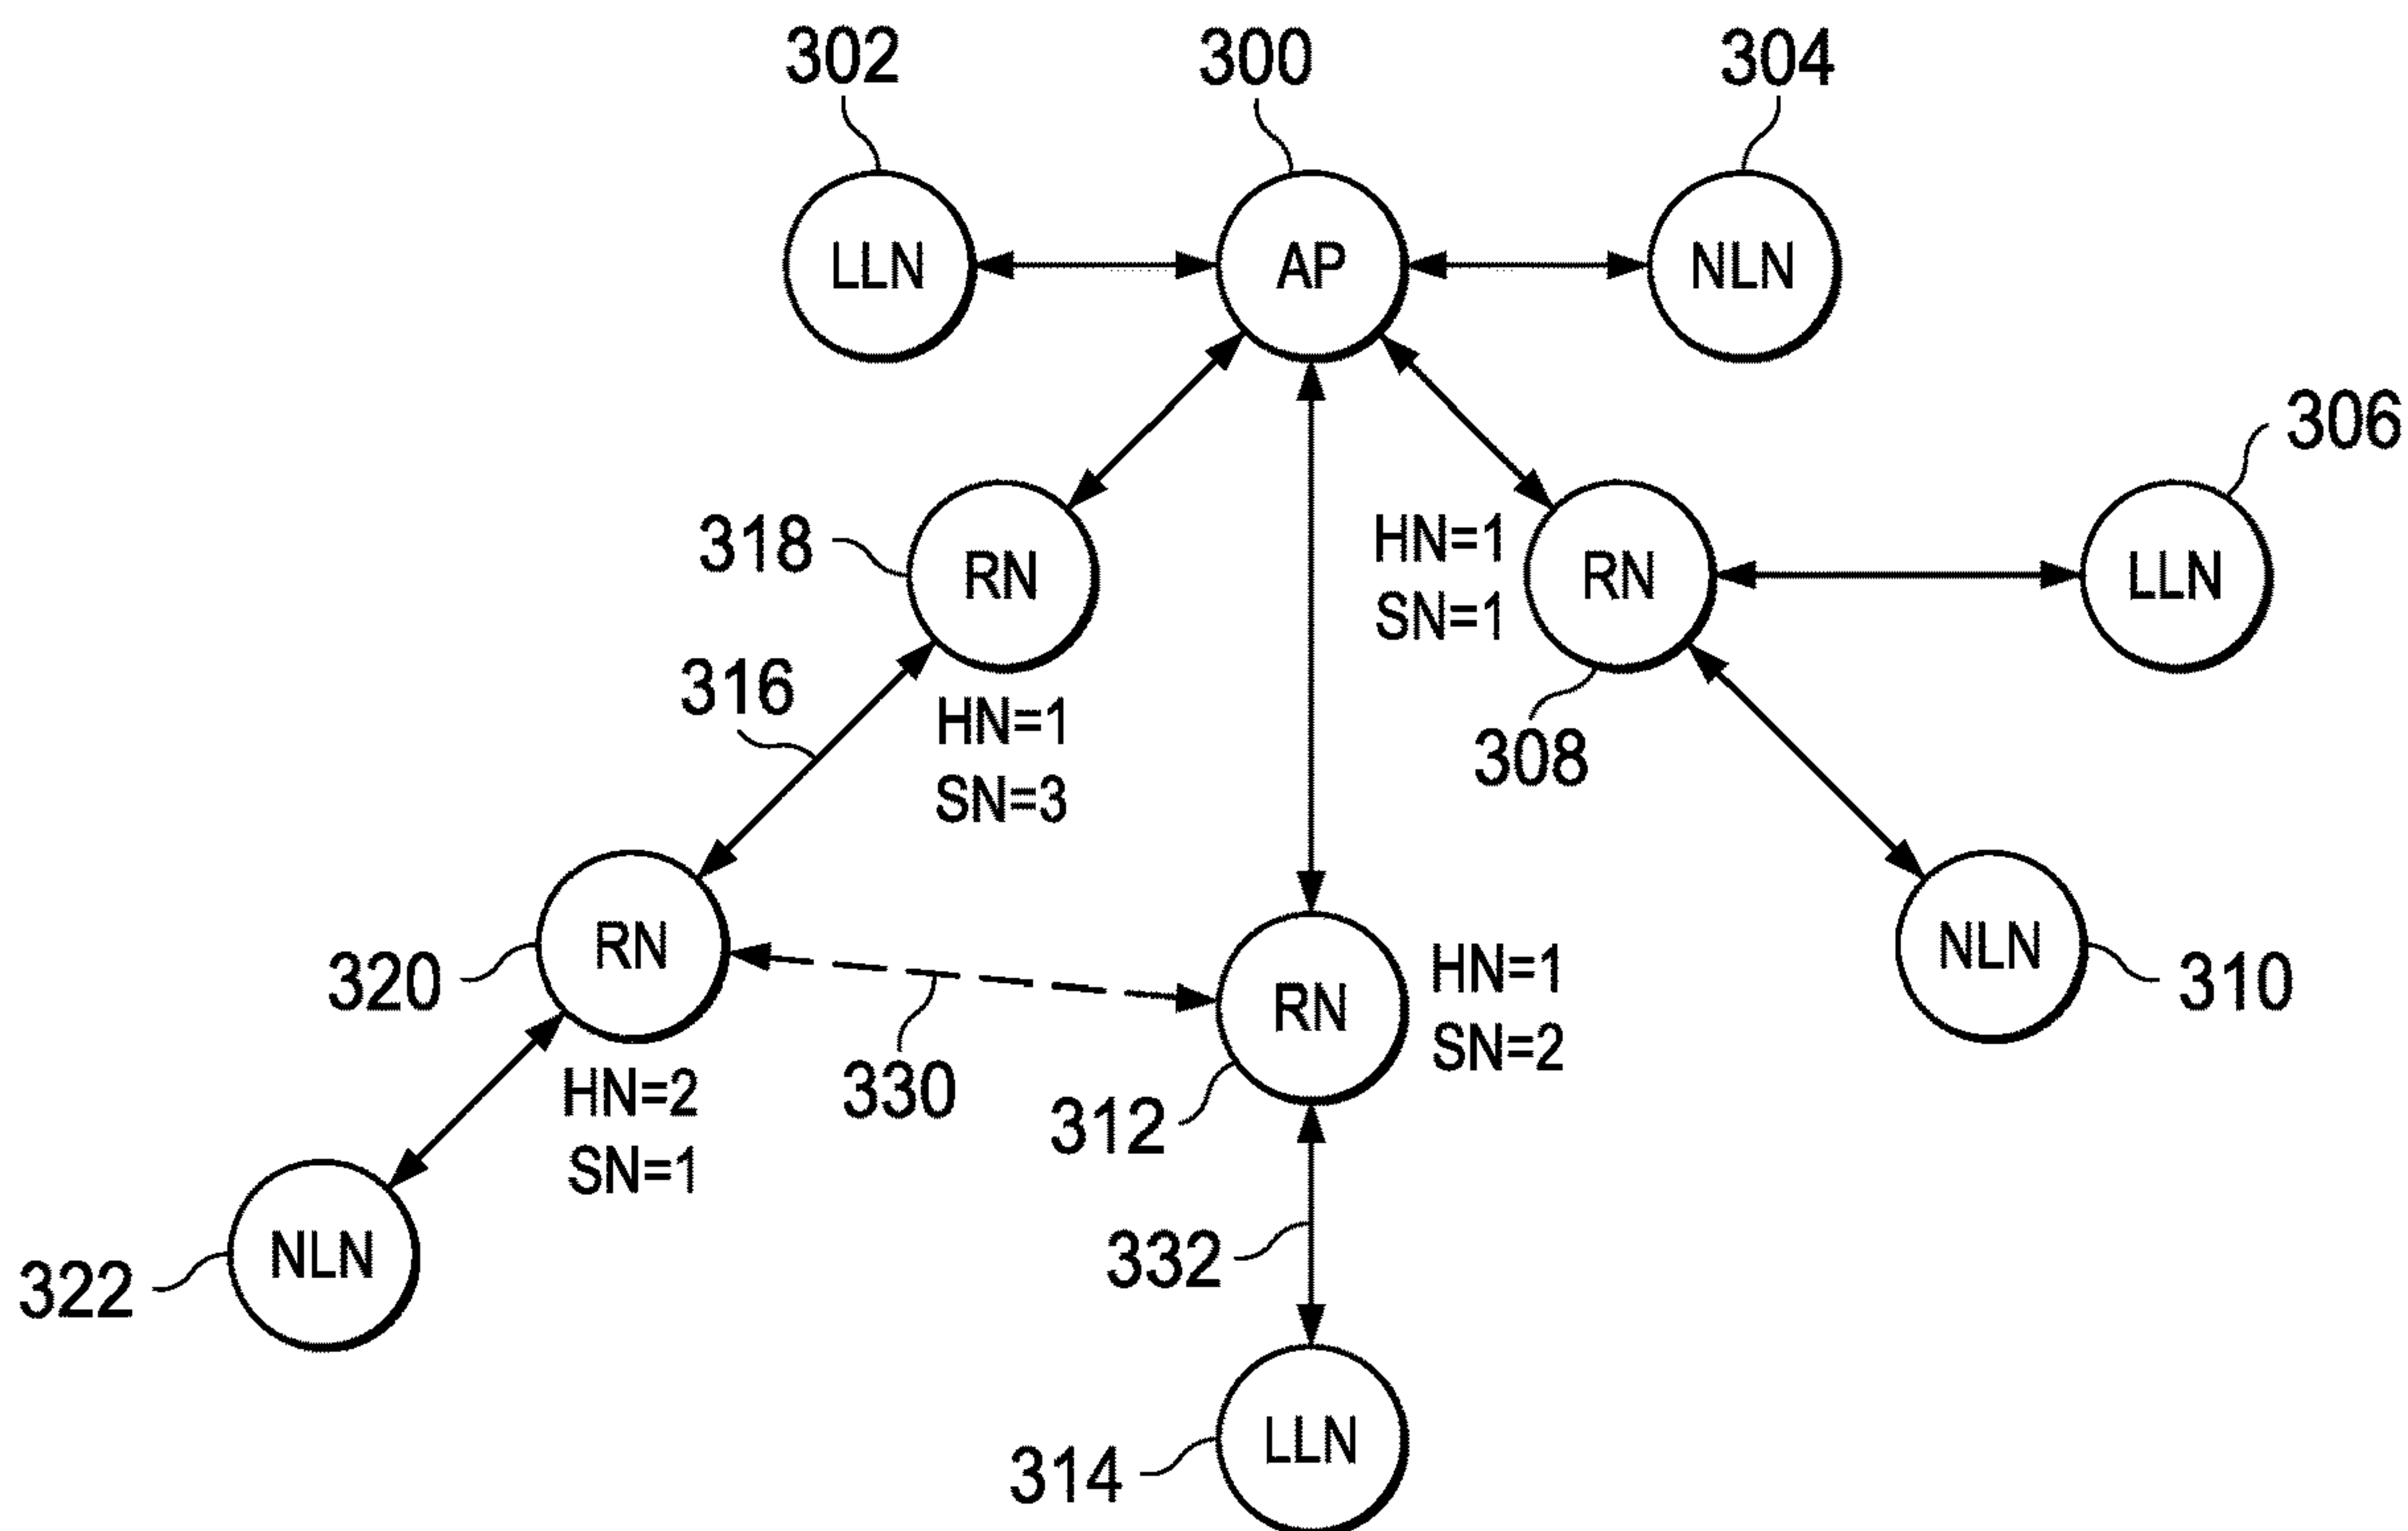 302
300
304
LLN
AP
NLN
306
318
RN
HN=1
SN=1
RN
LLN
316
HN=1
SN=3
308
320
RN
330
RN
HN=1
SN=2
NLN
310
HN=2
SN=1
312
322
NLN
332
314
LLN